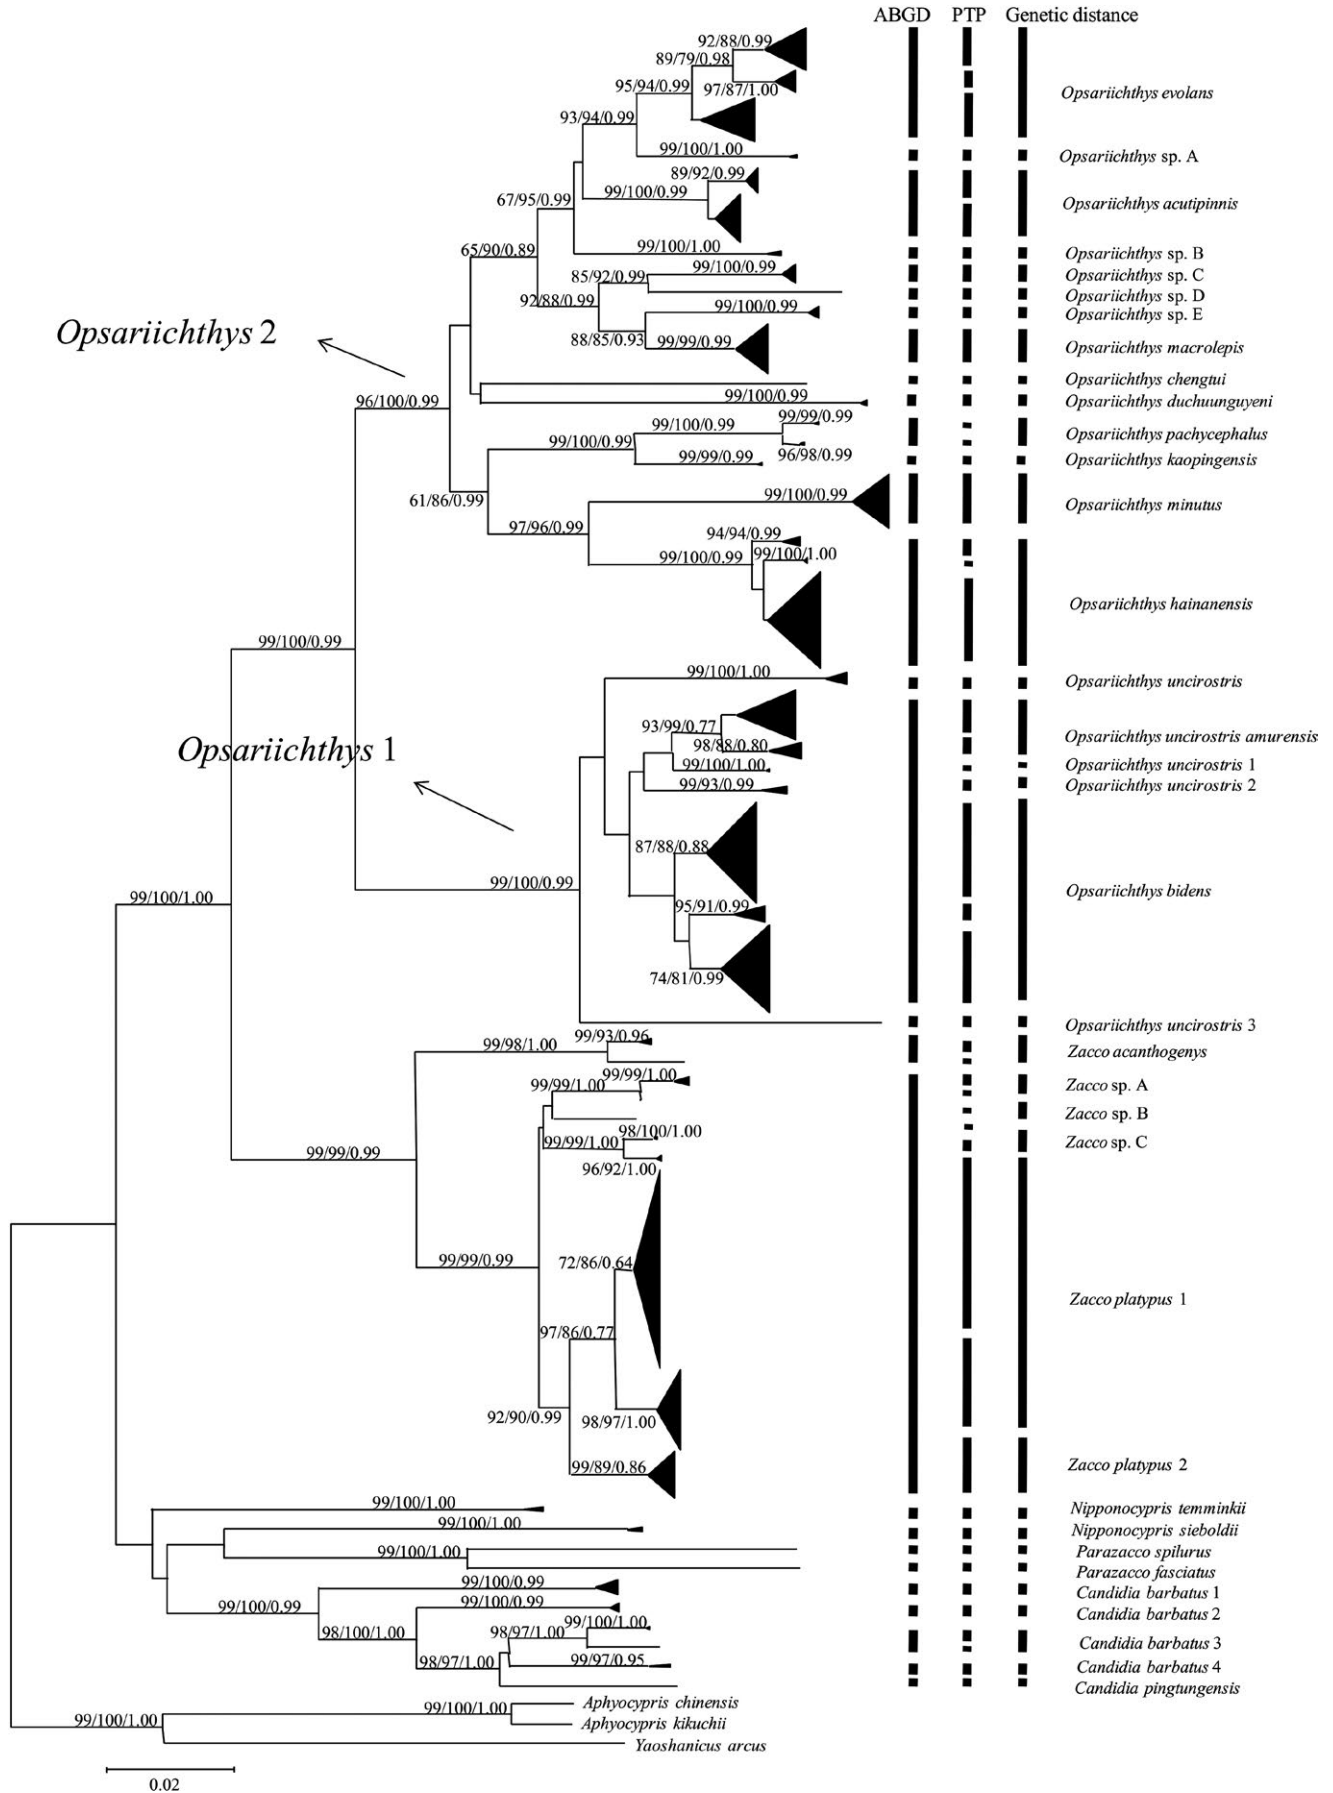 ABGD PTP Genetic distance
92/88/0.99
89/79/0.98
95/94/0.99
97/87/1.00
Opsariichthys evolans
93/94/0.99
99/100/1.00
Opsariichthys sp. A
89/92/0.99
99/100/0.99
67/95/0.99
Opsariichthys acutipinnis
65/90/0.89
99/100/1.00
Opsariichthys sp. B
99/100/0.99
85/92/0.99
Opsariichthys sp. C
92/88/0.99
Opsariichthys sp. D
99/100/0.99
Opsariichthys sp. E
Opsariichthys 2
88/85/0.93
99/99/0.99
Opsariichthys macrolepis
Opsariichthys chengtui
96/100/0.99
99/100/0.99
Opsariichthys duchuunguyeni
99/99/0.99
99/100/0.99
99/100/0.99
Opsariichthys pachycephalus
96/98/0.99
99/99/0.99
Opsariichthys kaopingensis
61/86/0.99
99/100/0.99
Opsariichthys minutus
97/96/0.99
94/94/0.99
99/100/0.99
99/100/1.00
Opsariichthys hainanensis
99/100/0.99
99/100/1.00
Opsariichthys uncirostris
93/99/0.77
98/88/0.80
Opsariichthys uncirostris amurensis
Opsariichthys 1
99/100/1.00
Opsariichthys uncirostris 1
99/93/0.99
Opsariichthys uncirostris 2
87/88/0.88
99/100/0.99
Opsariichthys bidens
99/100/1.00
95/91/0.99
74/81/0.99
Opsariichthys uncirostris 3
99/93/0.96
99/98/1.00
Zacco acanthogenys
99/99/1.00
99/99/1.00
Zacco sp. A
Zacco sp. B
98/100/1.00
99/99/1.00
Zacco sp. C
99/99/0.99
96/92/1.00
99/99/0.99
72/86/0.64
Zacco platypus 1
97/86/0.77
92/90/0.99
98/97/1.00
99/89/0.86
Zacco platypus 2
99/100/1.00
Nipponocypris temminkii
99/100/1.00
Nipponocypris sieboldii
99/100/1.00
Parazacco spilurus
Parazacco fasciatus
99/100/0.99
Candidia barbatus 1
99/100/0.99
99/100/0.99
Candidia barbatus 2
99/100/1.00
98/100/1.00
98/97/1.00
Candidia barbatus 3
98/97/1.00
99/97/0.95
Candidia barbatus 4
Candidia pingtungensis
99/100/1.00
Aphyocypris chinensis
99/100/1.00
Aphyocypris kikuchii
Yaoshanicus arcus
0.02